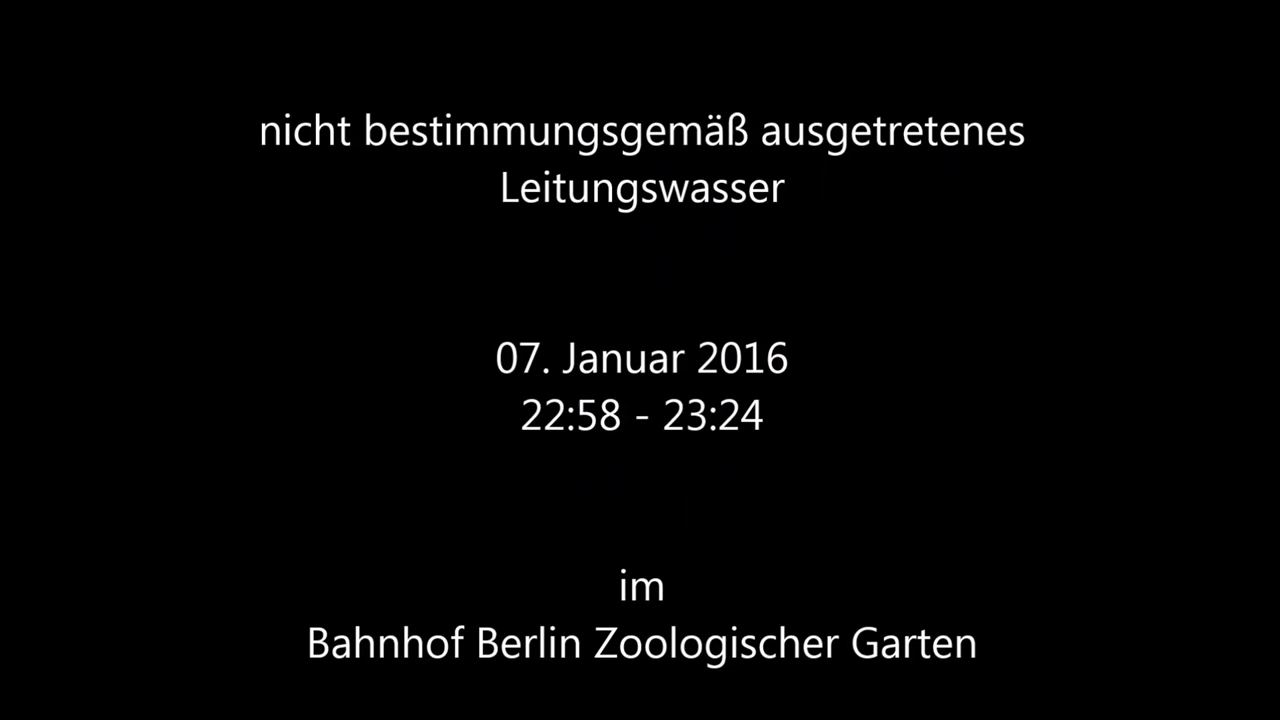 nicht bestimmungsgemäß ausgetretenes
Leitungswasser
07. Januar 2016
22:58 - 23:24
im
Bahnhof Berlin Zoologischer Garten